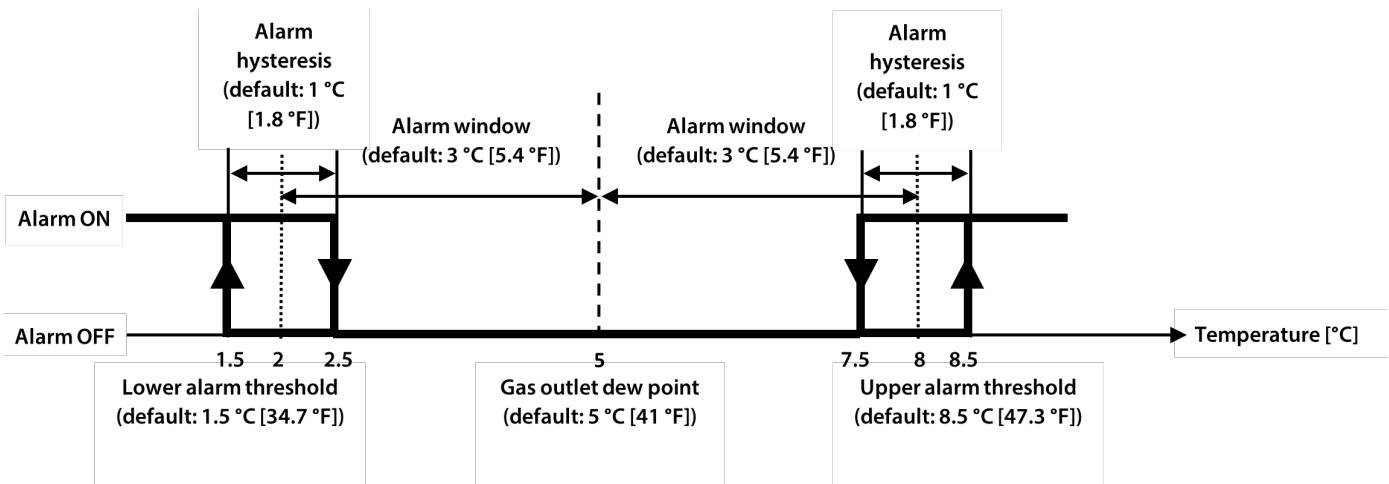 Alarm
hysteresis
(default: 1 °C
[1.8 °F])
Alarm
hysteresis
(default: 1 °C
[1.8 °F])
Alarm window
(default: 3 °C [5.4 °F])
Alarm window
(default: 3 °C [5.4 °F])
Alarm ON
Alarm OFF
Temperature [°C]
1.5 2 2.5 5 7.5 8 8.5
Lower alarm threshold
(default: 1.5 °C [34.7 °F])
Gas outlet dew point
(default: 5 °C [41 °F])
Upper alarm threshold
(default: 8.5 °C [47.3 °F])